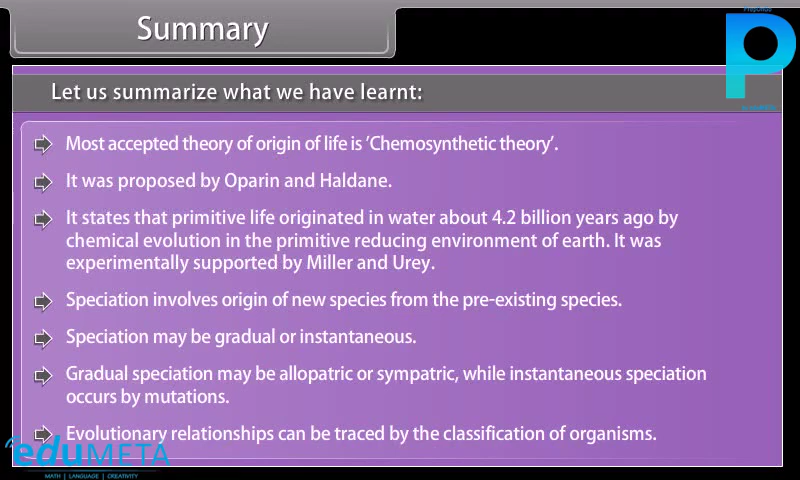 Summary
Let us summarize what we have learnt:
Most accepted theory of origin of life is 'Chemosynthetic theory'.
It was proposed by Oparin and Haldane.
It states that primitive life originated in water about 4.2 billion years ago by
chemical evolution in the primitive reducing environment of earth. It was
experimentally supported by Miller and Urey.
Speciation involves origin of new species from the pre-existing species.
Speciation may be gradual or instantaneous.
Gradual speciation may be allopatric or sympatric, while instantaneous speciation
occurs by mutations.
Evolutionary relationships can be traced by the classification of organisms.
eduMETA
MATH | LANGUAGE | CREATIVITY
P